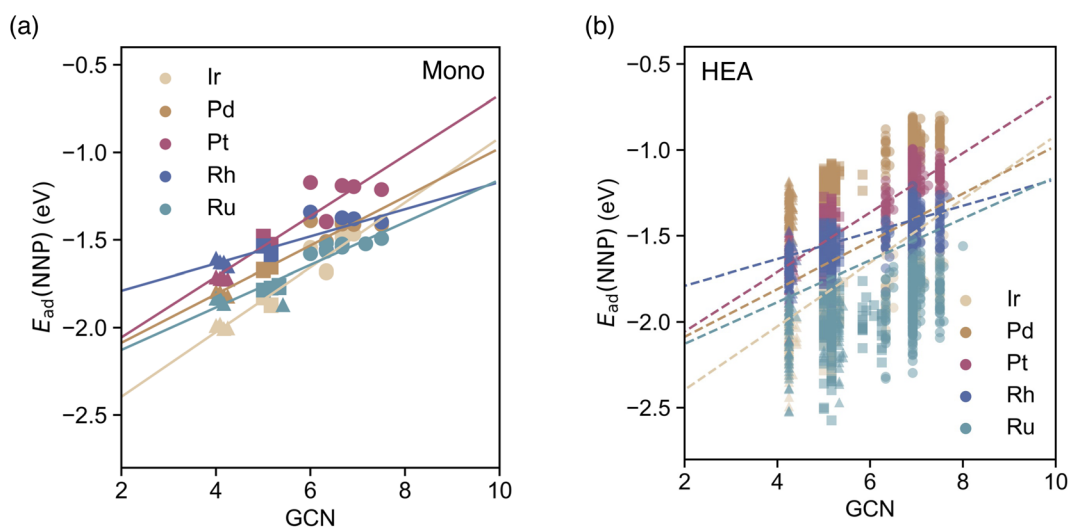 (a)
Mono
Ir
Pd
Pt
Rh
Ru
−0.5
−1.0
−1.5
−2.0
−2.5
E_ad(NNP) (eV)
2 4 6 8 10
GCN
(b)
HEA
Ir
Pd
Pt
Rh
Ru
−0.5
−1.0
−1.5
−2.0
−2.5
E_ad(NNP) (eV)
2 4 6 8 10
GCN